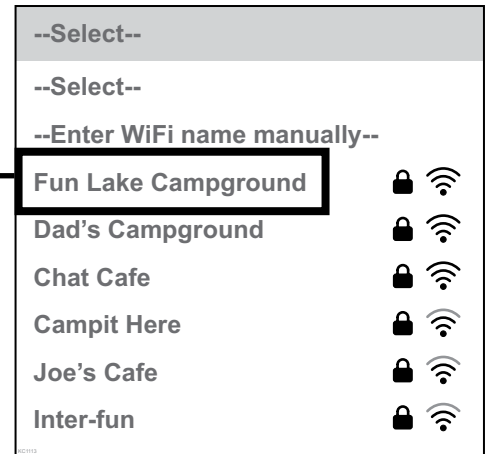 --Select--
--Select--
--Enter WiFi name manually--
Fun Lake Campground
Dad's Campground
Chat Cafe
Campit Here
Joe's Cafe
Inter-fun
KC1113